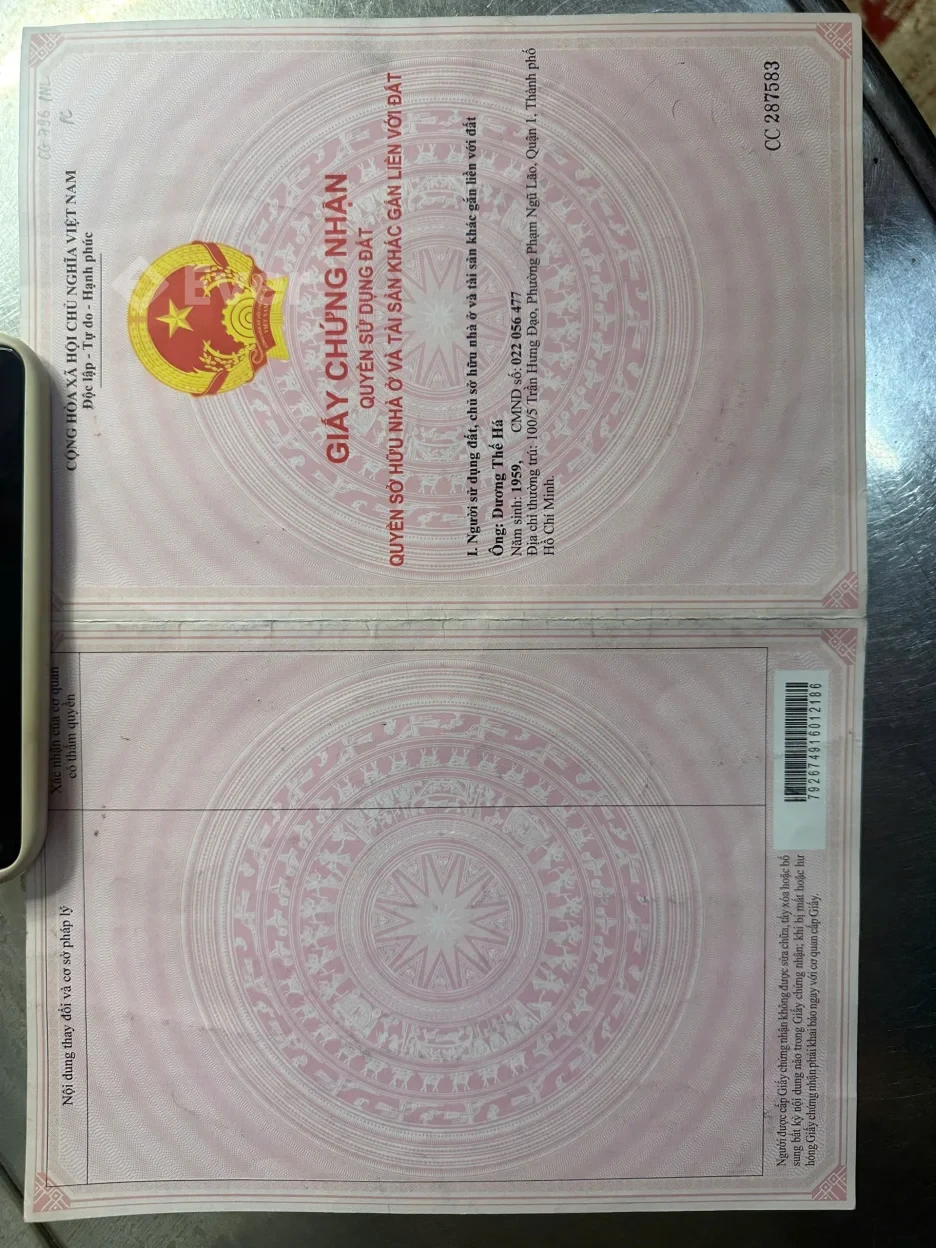 CỘNG HÒA XÃ HỘI CHỦ NGHĨA VIỆT NAM
Độc lập - Tự do - Hạnh phúc
GIẤY CHỨNG NHẬN
QUYỀN SỬ DỤNG ĐẤT
QUYỀN SỞ HỮU NHÀ Ở VÀ TÀI SẢN KHÁC GẮN LIỀN VỚI ĐẤT
I. Người sử dụng đất, chủ sở hữu nhà ở và tài sản khác gắn liền với đất
Ông: Dương Thế Há
Năm sinh: 1959, CMND số: 022 056 477
Địa chỉ thường trú: 100/5 Trần Hưng Đạo, Phường Phạm Ngũ Lão, Quận 1, Thành phố
Hồ Chí Minh.
CC 287583
Nội dung thay đổi và cơ sở pháp lý
Xác nhận của cơ quan
có thẩm quyền
Người được cấp Giấy chứng nhận không được sửa chữa, tẩy xóa hoặc bổ
sung bất kỳ nội dung nào trong Giấy chứng nhận; khi bị mất hoặc hư
hỏng Giấy chứng nhận phải khai báo ngay với cơ quan cấp Giấy.
792674916012186